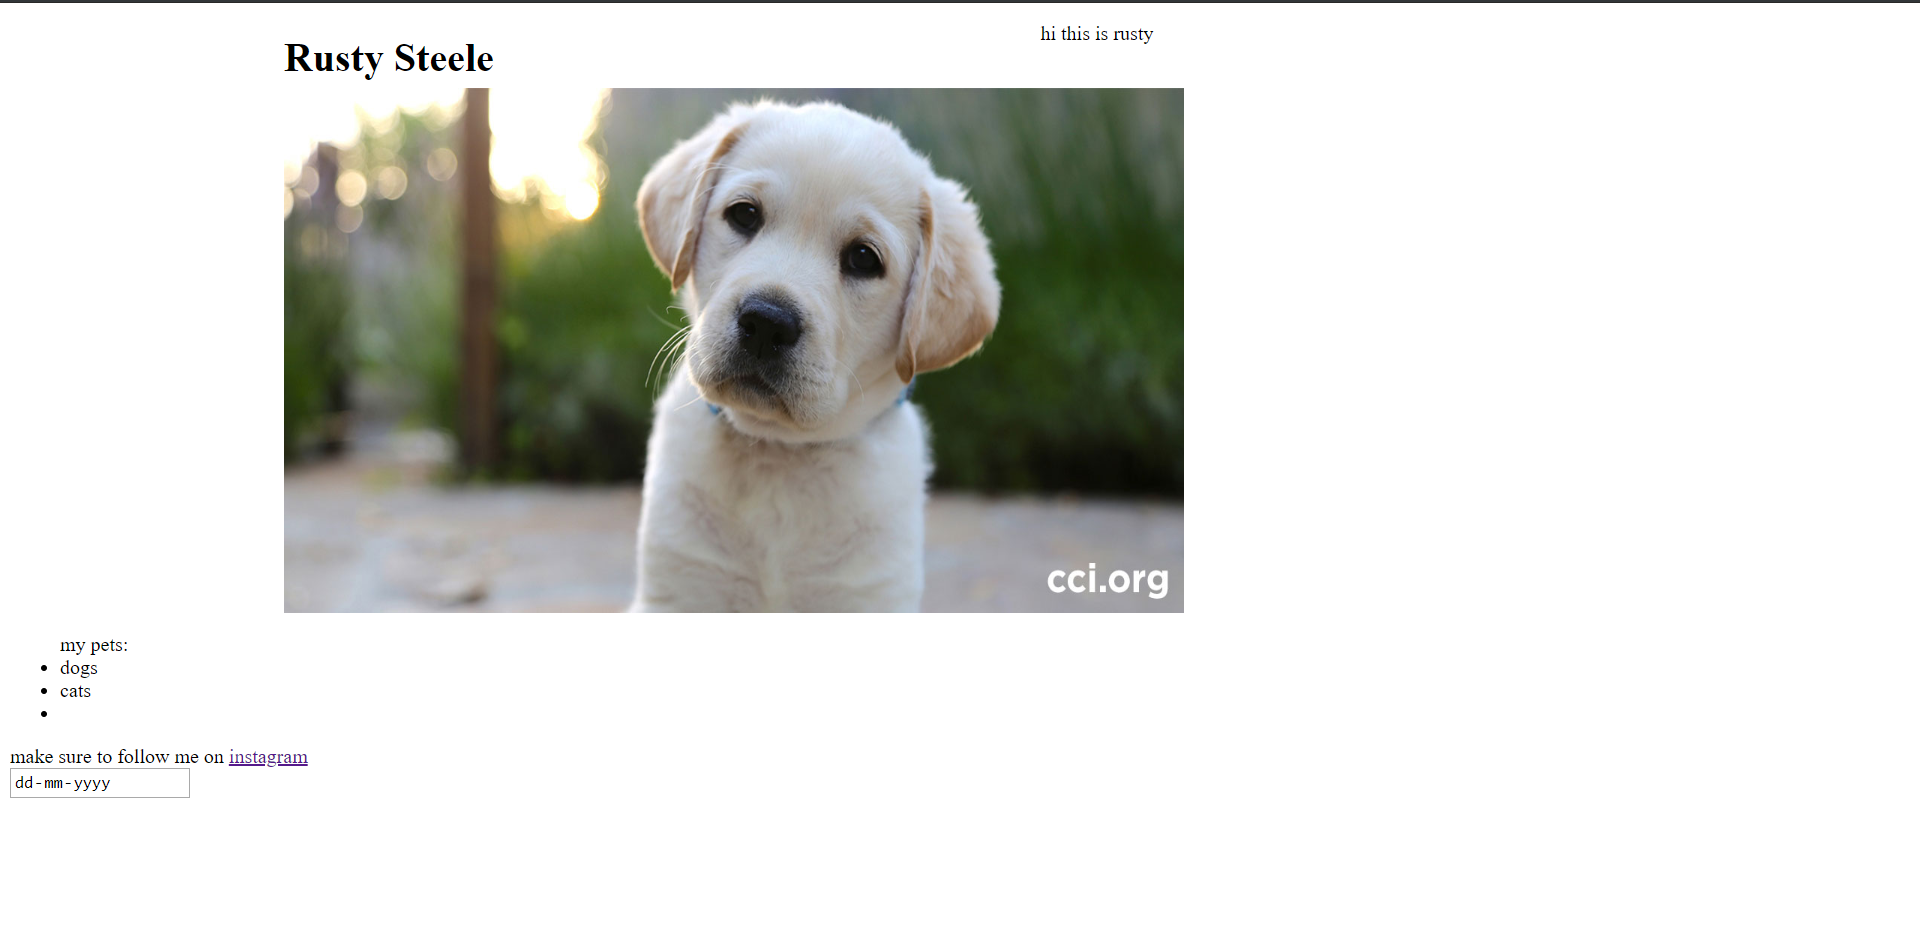 hi this is rusty
Rusty Steele
cci.org
my pets:
dogs
cats
make sure to follow me on instagram
dd-mm-yyyy